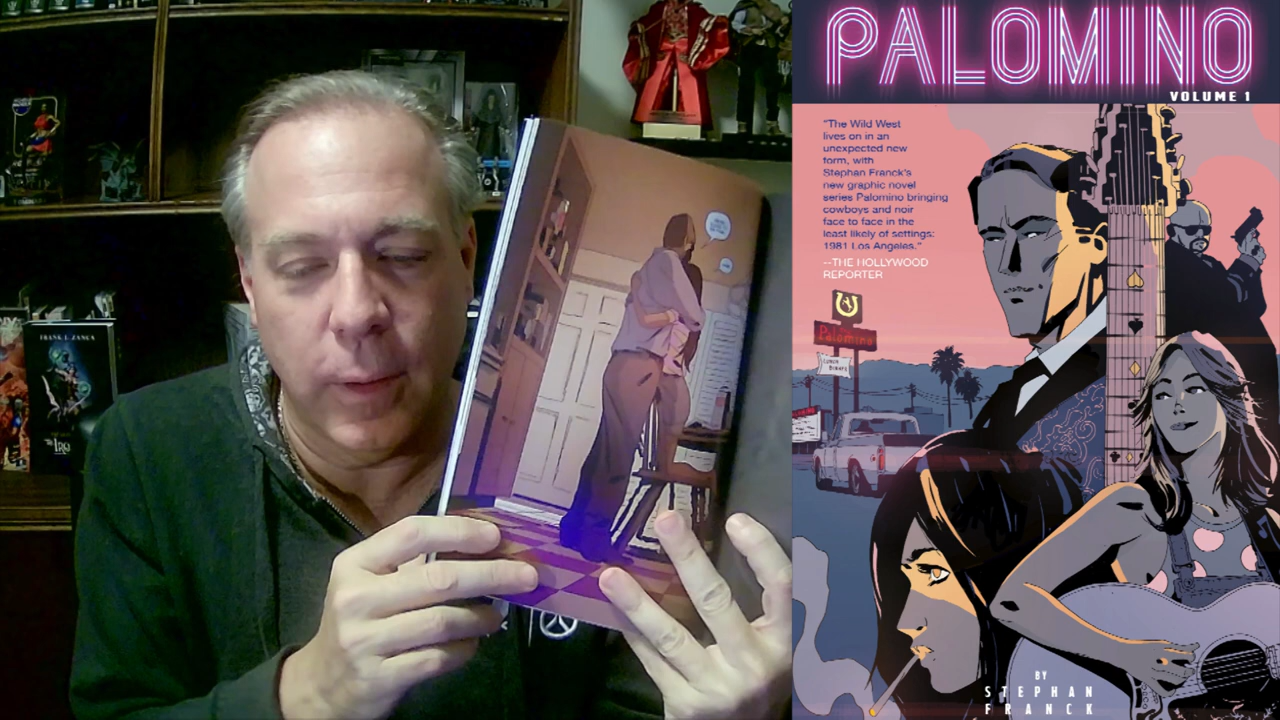 PALOMINO
VOLUME 1
"The Wild West
lives on in an
unexpected new
form, with
Stephan Franck's
new graphic novel
series Palomino bringing
cowboys and noir
face to face in the
least likely of settings:
1981 Los Angeles."
--THE HOLLYWOOD
REPORTER
Palomino
FRANK J. ZANCA
BY
STEPHAN
FRANCK